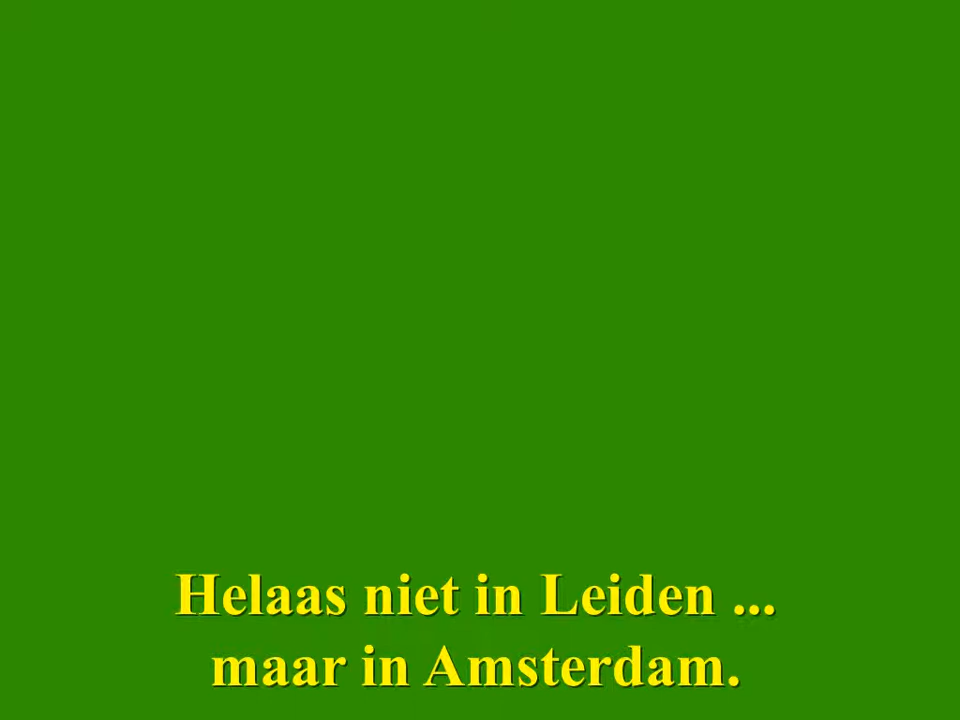 Helaas niet in Leiden ...
maar in Amsterdam.